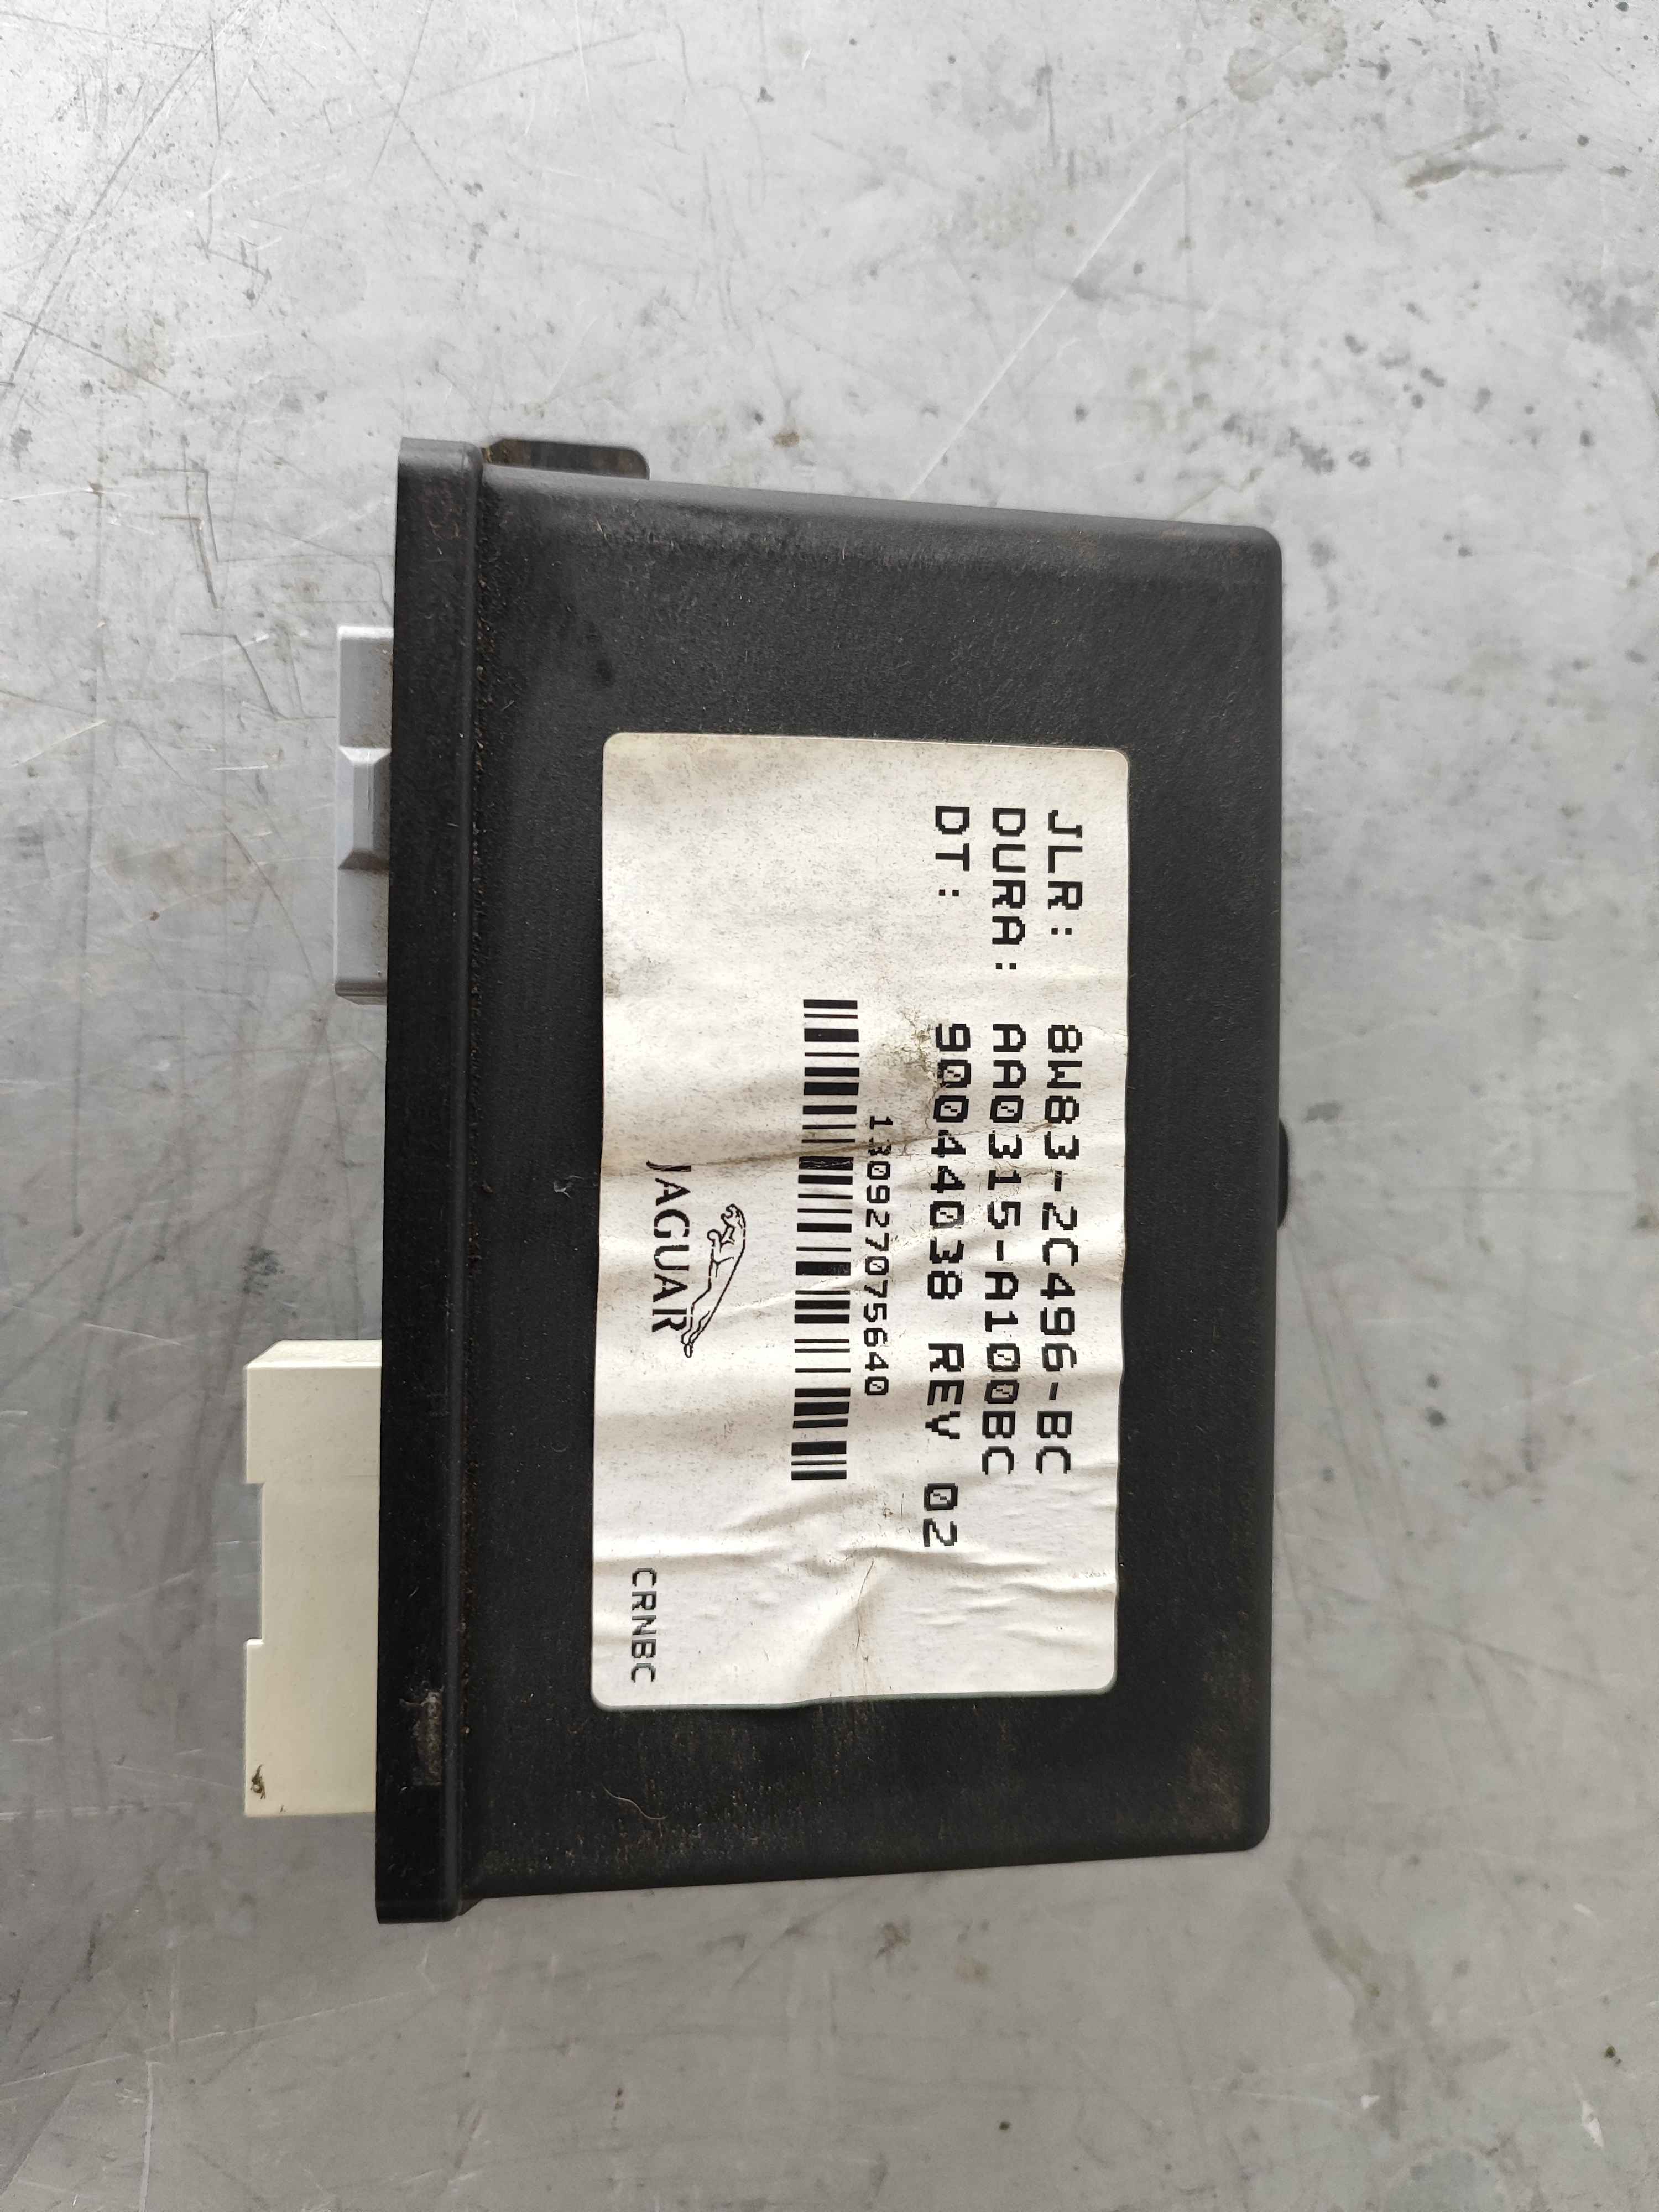 JLR: 8W83-2C496-BC
DURA: AA0315-A100BC
DT: 90044038 REV 02
130927075640
JAGUAR
CRNBC